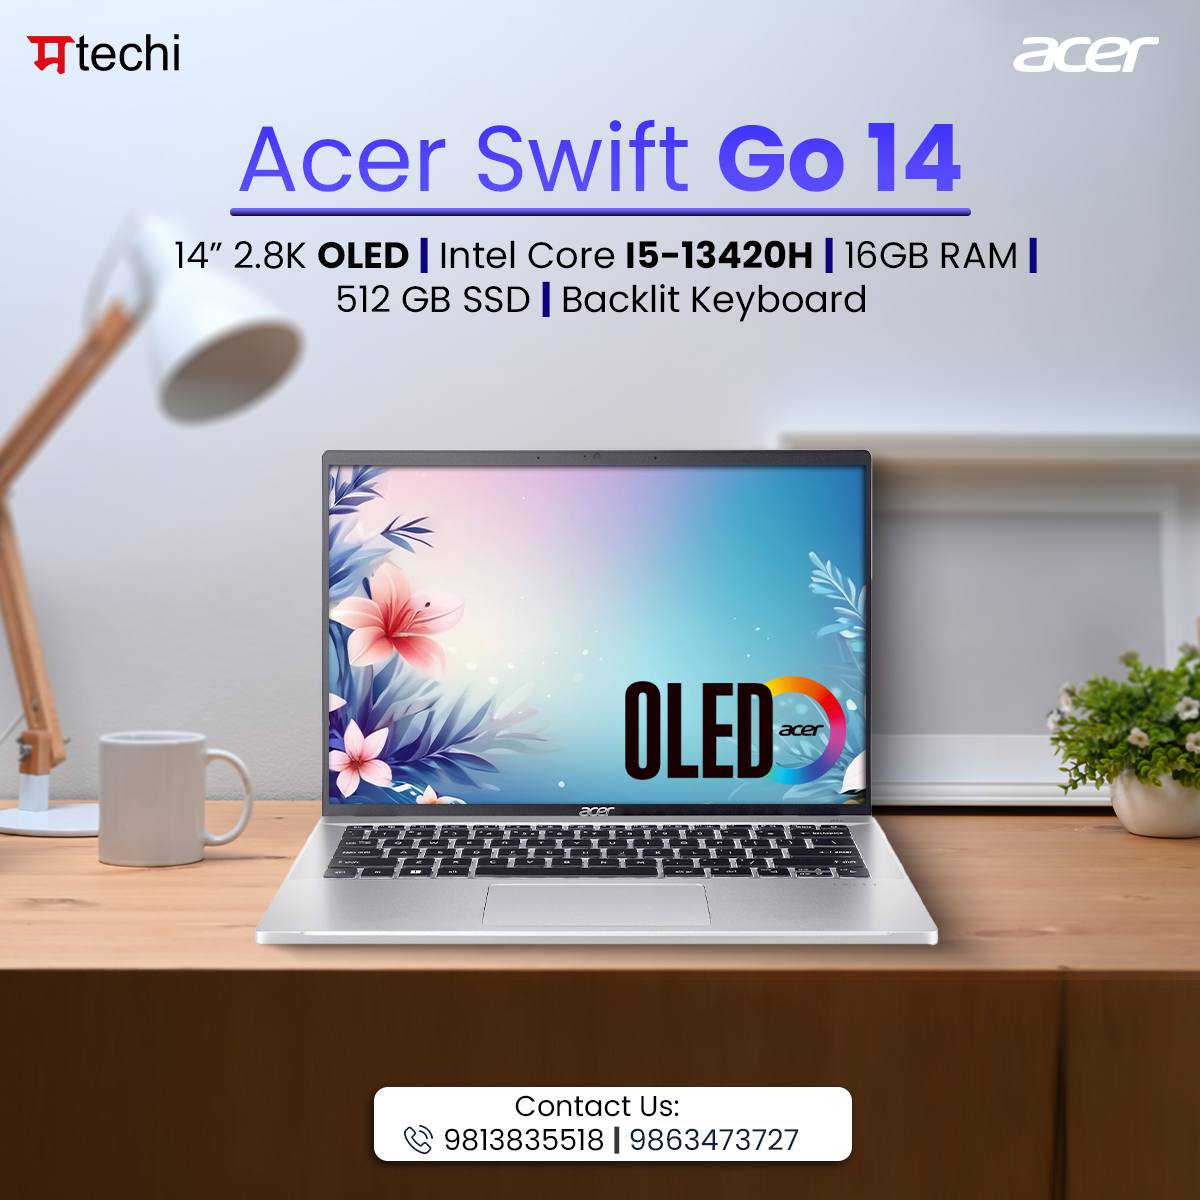 मtechi
acer
Acer Swift Go 14
14” 2.8K OLED | Intel Core I5-13420H | 16GB RAM |
512 GB SSD | Backlit Keyboard
OLED acer
acer
Contact Us:
9813835518 | 9863473727